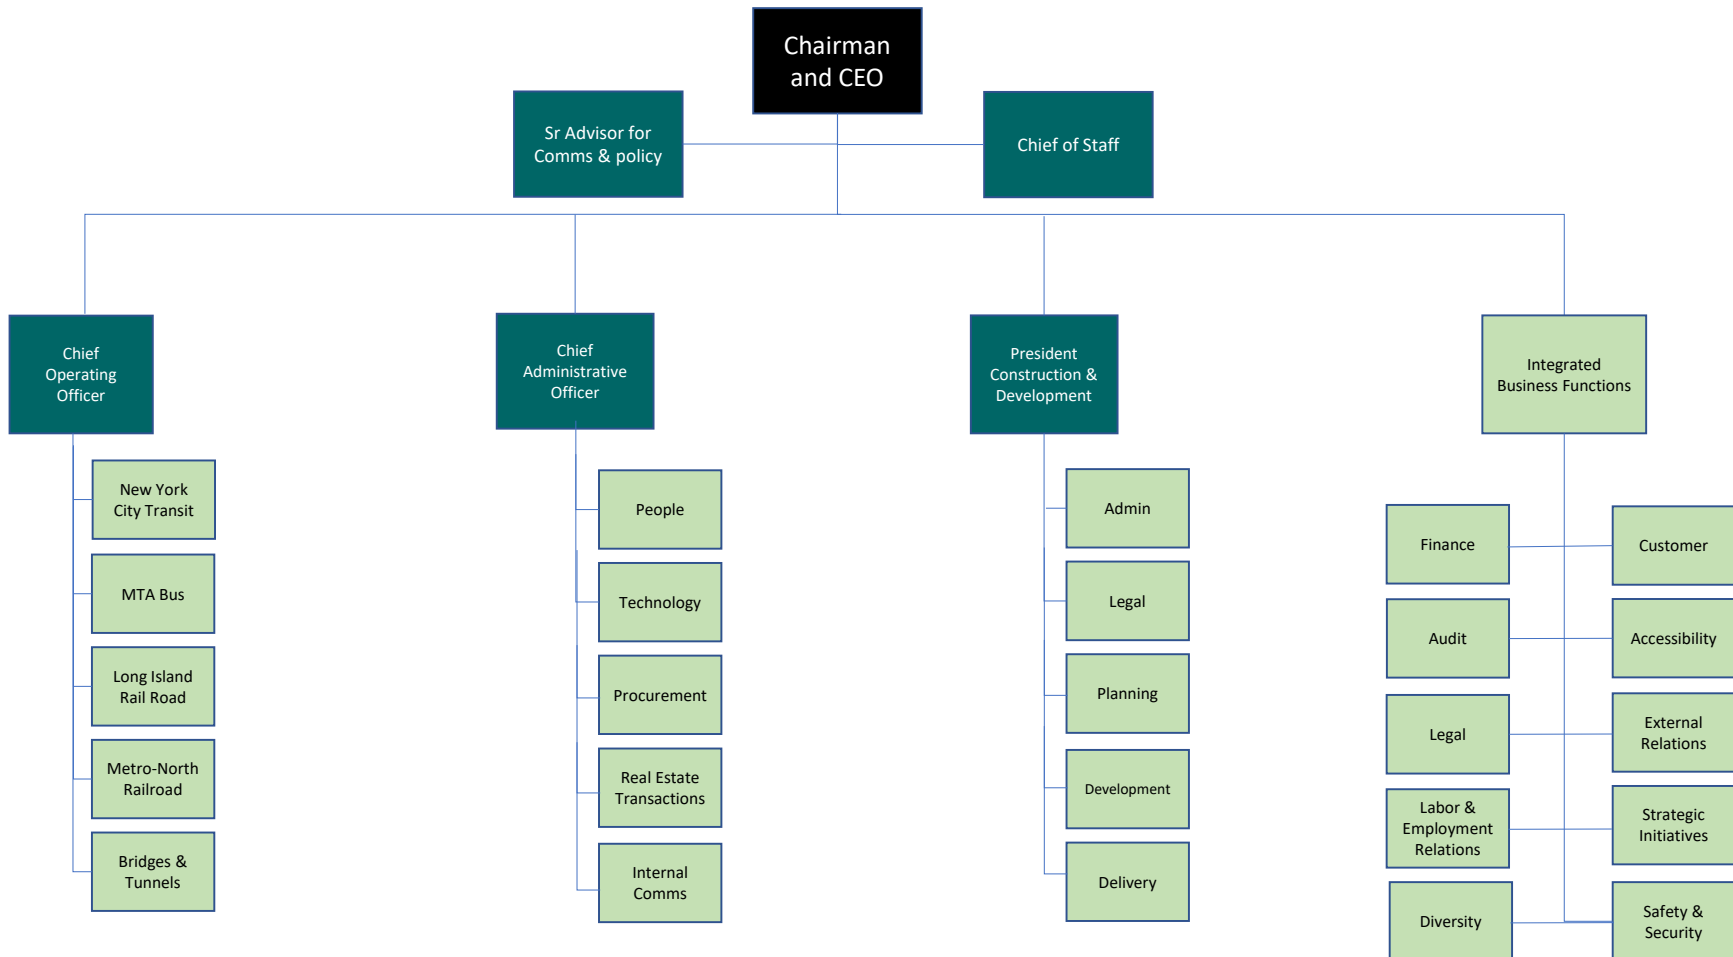 Chairman
and CEO
Sr Advisor for
Comms & policy
Chief of Staff
Chief
Operating
Officer
New York
City Transit
MTA Bus
Long Island
Rail Road
Metro-North
Railroad
Bridges &
Tunnels
Chief
Administrative
Officer
People
Technology
Procurement
Real Estate
Transactions
Internal
Comms
President
Construction &
Development
Admin
Legal
Planning
Development
Delivery
Integrated
Business Functions
Finance
Customer
Audit
Accessibility
Legal
External
Relations
Labor &
Employment
Relations
Strategic
Initiatives
Diversity
Safety &
Security